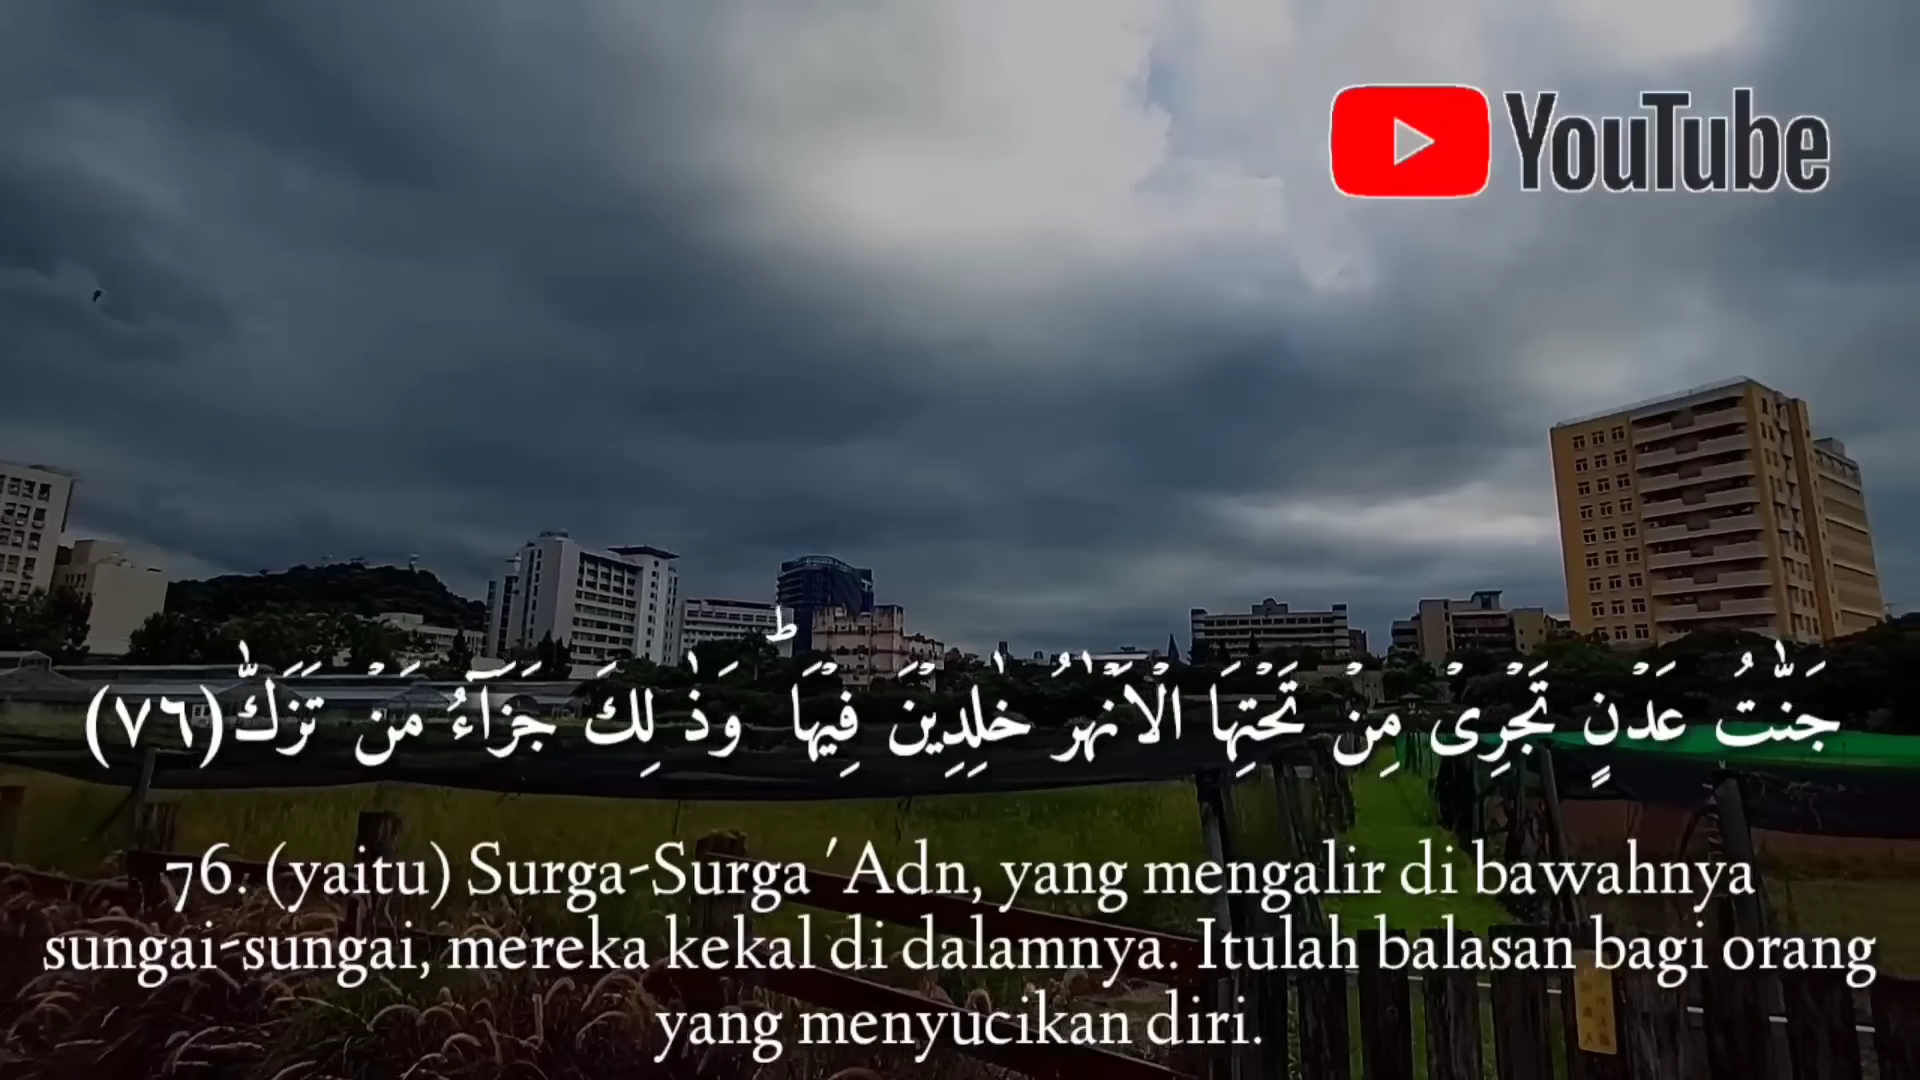 YouTube
جَنّٰتُ عَدْنٍ تَجْرِيْ مِنْ تَحْتِهَا الْاَنْهٰرُ خٰلِدِيْنَ فِيْهَا ۗ وَذٰلِكَ جَزَاۤءُ مَنْ تَزَكّٰى (٧٦)
76. (yaitu) Surga-Surga 'Adn, yang mengalir di bawahnya
sungai-sungai, mereka kekal di dalamnya. Itulah balasan bagi orang
yang menyucikan diri.